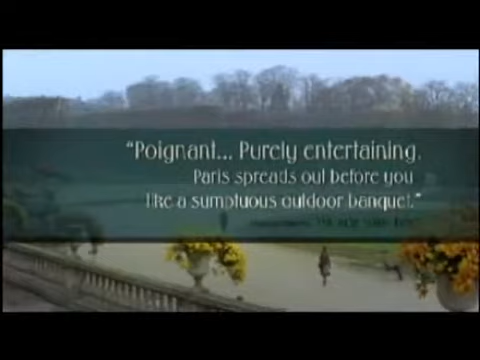 “Poignant... Purely entertaining.
Paris spreads out before you
like a sumptuous outdoor banquet.”